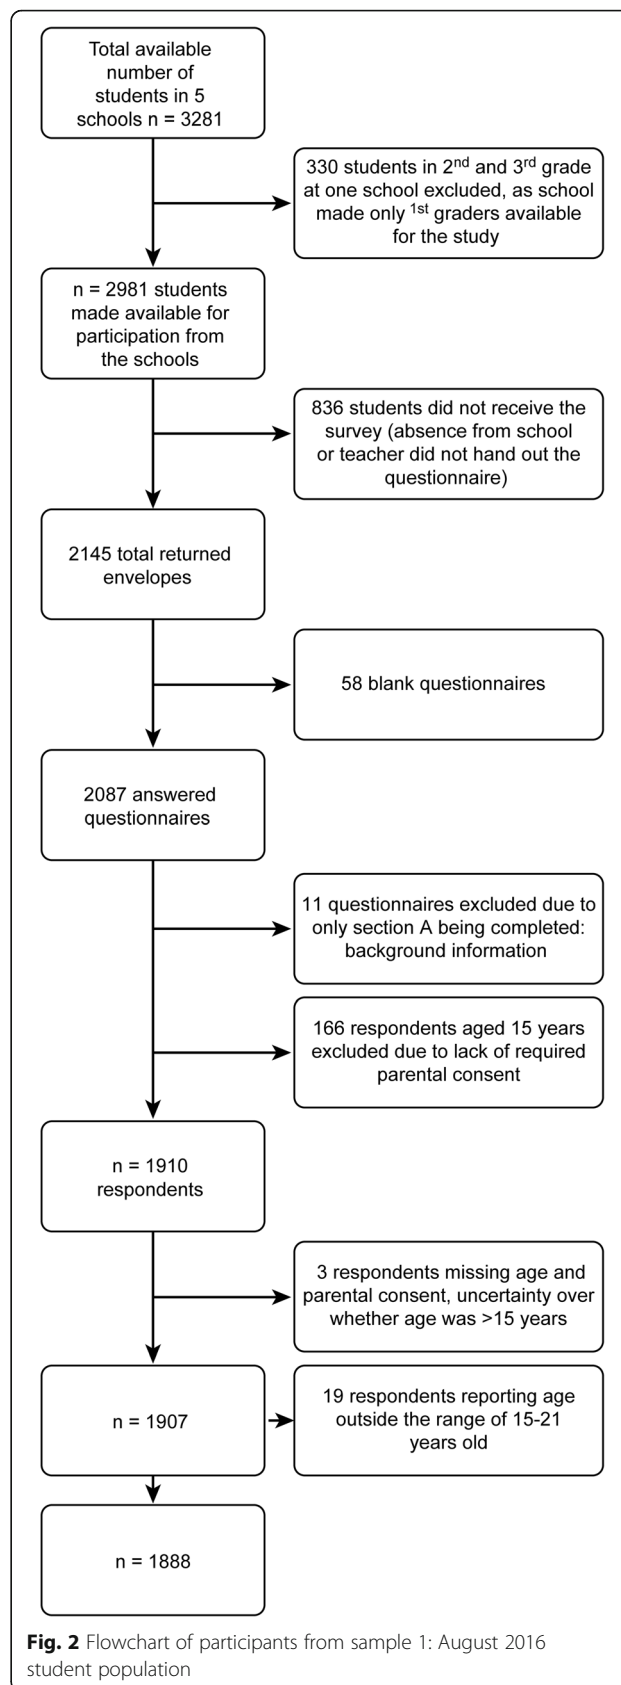 Total available
number of
students in 5
schools n = 3281
330 students in 2nd and 3rd grade
at one school excluded, as school
made only 1st graders available
for the study
n = 2981 students
made available for
participation from
the schools
836 students did not receive the
survey (absence from school
or teacher did not hand out the
questionnaire)
2145 total returned
envelopes
58 blank questionnaires
2087 answered
questionnaires
11 questionnaires excluded due to
only section A being completed:
background information
166 respondents aged 15 years
excluded due to lack of required
parental consent
n = 1910
respondents
3 respondents missing age and
parental consent, uncertainty over
whether age was >15 years
n = 1907
19 respondents reporting age
outside the range of 15-21
years old
n = 1888
Fig. 2 Flowchart of participants from sample 1: August 2016
student population